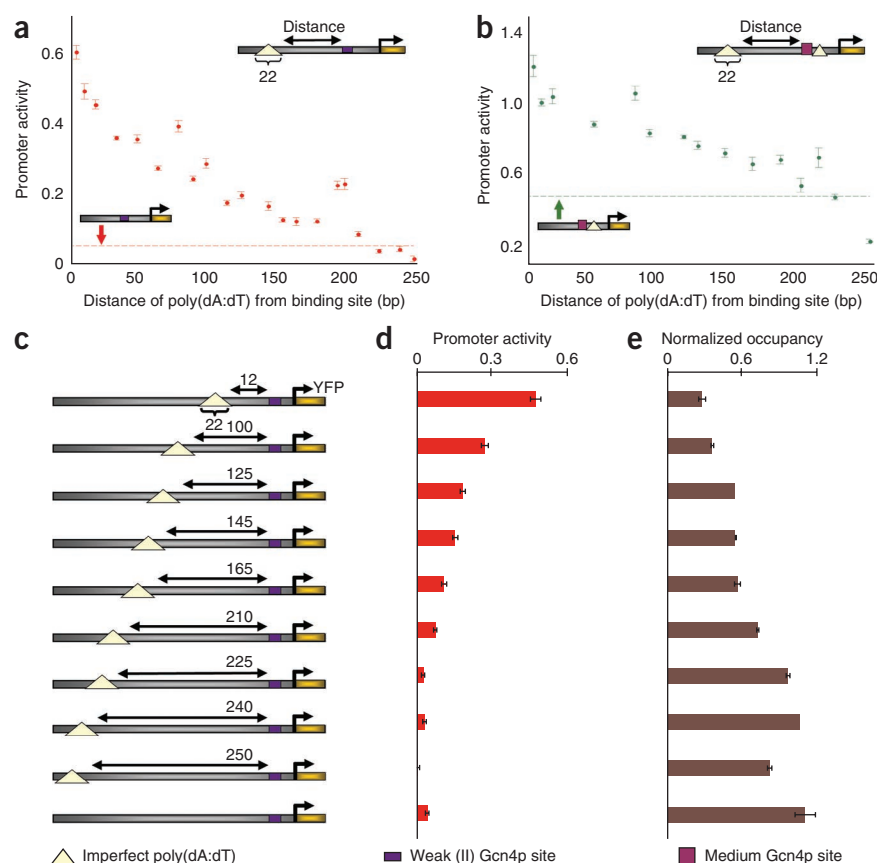 a
Promoter activity
0.6
0.4
0.2
0
0
50
100
150
200
250
Distance of poly(dA:dT) from binding site (bp)
Distance
22
b
Promoter activity
1.4
1.0
0.6
0.2
0
50
100
150
200
250
Distance of poly(dA:dT) from binding site (bp)
Distance
22
c
12
YFP
22
100
125
145
165
210
225
240
250
d
Promoter activity
0
0.3
0.6
e
Normalized occupancy
0
0.6
1.2
Imperfect poly(dA:dT)
Weak (II) Gcn4p site
Medium Gcn4p site